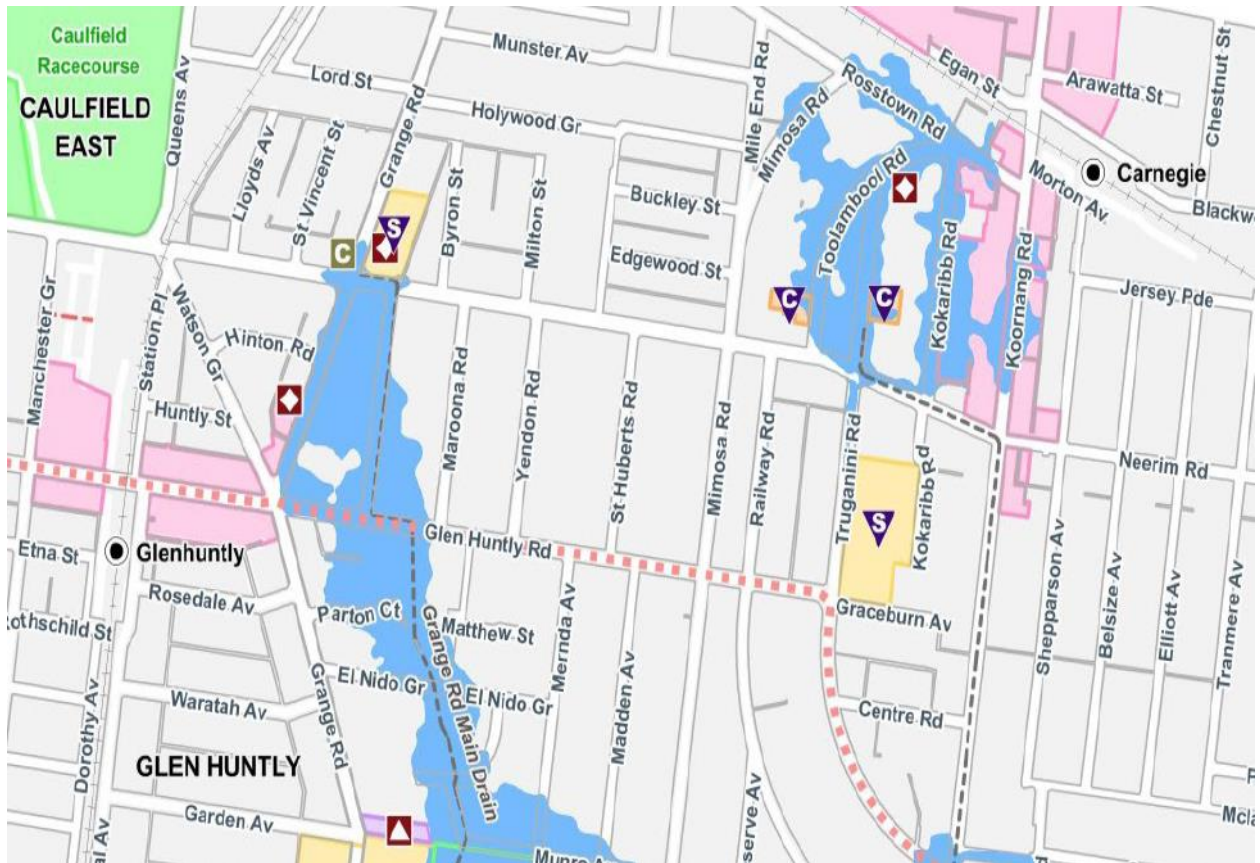 Caulfield
Racecourse
CAULFIELD
EAST
Queens Av
Lord St
Munster Av
Grange Rd
Holywood Gr
Mile End Rd
Mimosa Rd
Rosstown Rd
Egan St
Arawatta St
Chestnut St
Carnegie
Morton Av
Lloyds Av
St Vincent St
Byron St
Milton St
Buckley St
Edgewood St
Toolambool Rd
Kokaribb Rd
Koornang Rd
Jersey Pde
S
C
C
C
Manchester Gr
Station Pl
Watson Gr
Hinton Rd
Huntly St
Maroona Rd
Yendon Rd
St Huberts Rd
Mimosa Rd
Railway Rd
Truganini Rd
Kokaribb Rd
S
Neerim Rd
Etna St
Glenhuntly
Glen Huntly Rd
Rosedale Av
Parton Ct
Grange Rd Main Drain
Matthew St
Mernda Av
Madden Av
Graceburn Av
Shepparson Av
Belsize Av
Elliott Av
Tranmere Av
othschild St
Dorothy Av
Waratah Av
El Nido Gr
El Nido Gr
Centre Rd
Grange Rd
GLEN HUNTLY
Garden Av
serve Av
Blackw
Mcla
al Av